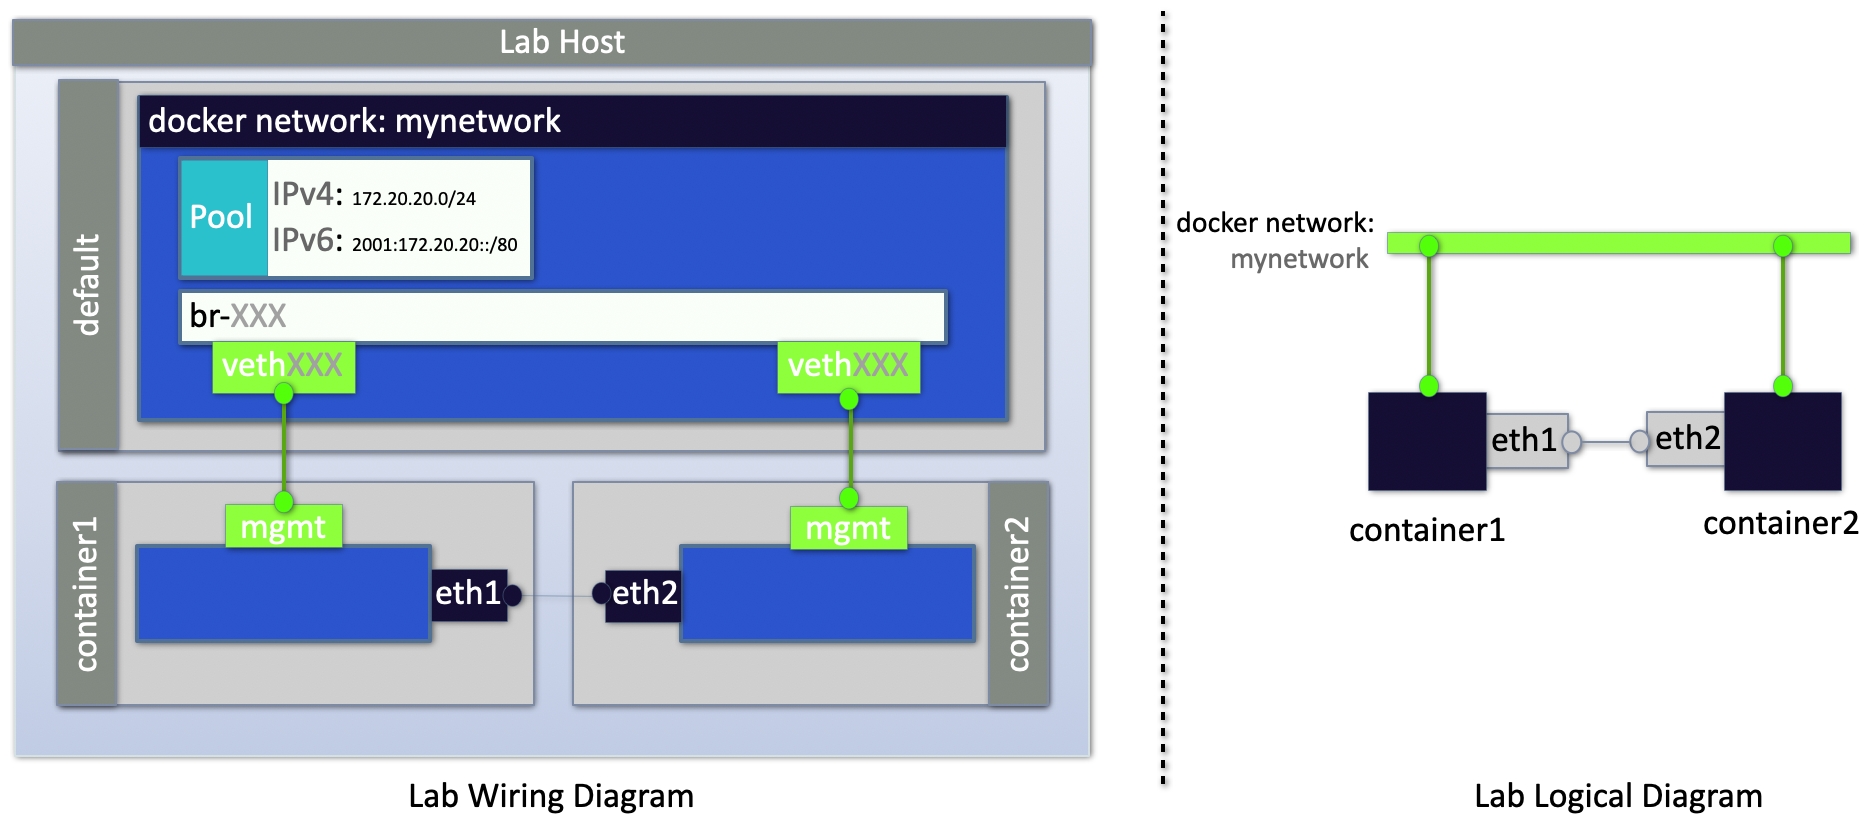 Lab Host
default
docker network: mynetwork
Pool
IPv4: 172.20.20.0/24
IPv6: 2001:172.20.20::/80
br-XXX
vethXXX
vethXXX
container1
mgmt
eth1
mgmt
eth2
container2
Lab Wiring Diagram
docker network:
mynetwork
eth1
eth2
container1
container2
Lab Logical Diagram